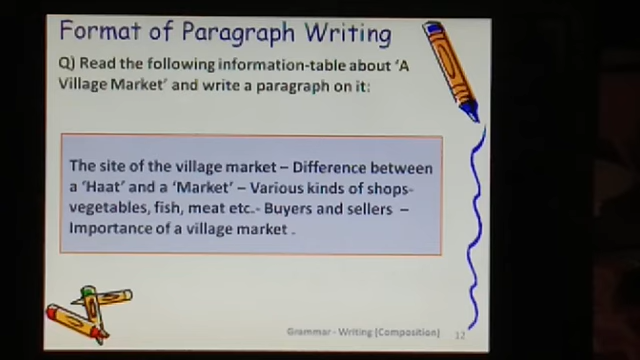 Format of Paragraph Writing
Q) Read the following information-table about ‘A
Village Market’ and write a paragraph on it:
The site of the village market – Difference between
a ‘Haat’ and a ‘Market’ – Various kinds of shops-
vegetables, fish, meat etc.- Buyers and sellers –
Importance of a village market .
Grammar - Writing [Composition]
12